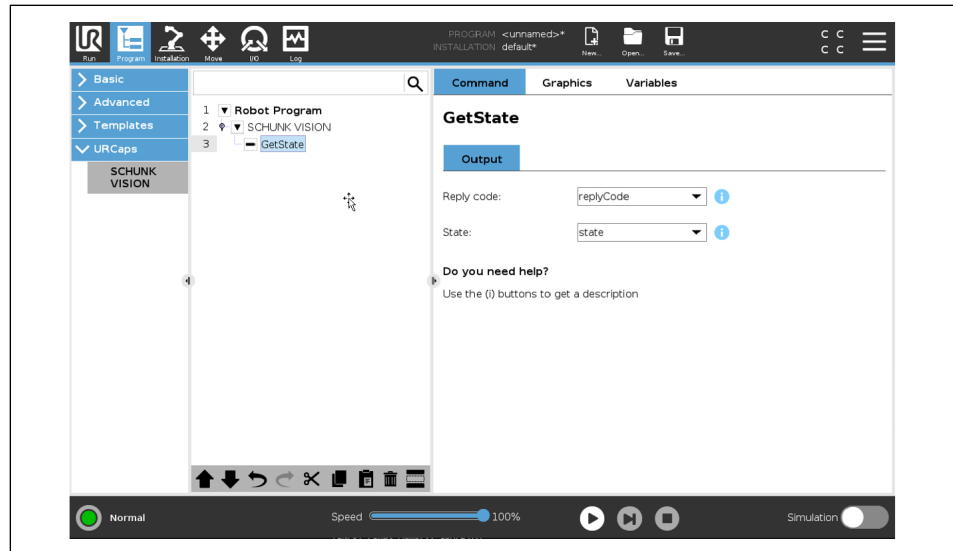 UR
PROGRAM <unnamed>*
INSTALLATION default*
Run Program Installation Move I/O Log New... Open... Save...
C C
C C
Basic
Advanced
Templates
URCaps
SCHUNK
VISION
1 Robot Program
2 SCHUNK VISION
3 GetState
Command Graphics Variables
GetState
Output
Reply code: replyCode i
State: state i
Do you need help?
Use the (i) buttons to get a description
Normal Speed 100% Simulation